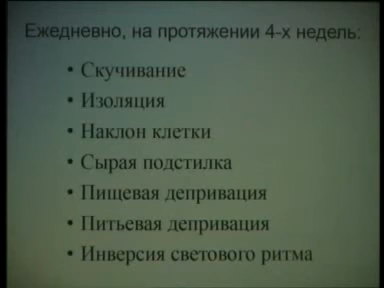 Ежедневно, на протяжении 4-х недель:
• Скучивание
• Изоляция
• Наклон клетки
• Сырая подстилка
• Пищевая депривация
• Питьевая депривация
• Инверсия светового ритма